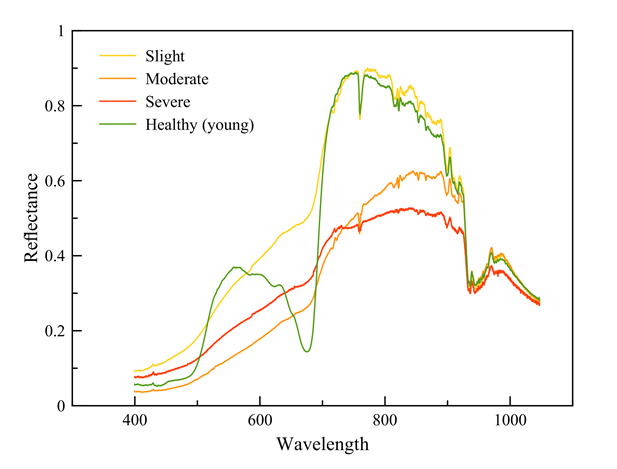 1
0.8
0.6
0.4
0.2
0
Reflectance
Slight
Moderate
Severe
Healthy (young)
400 600 800 1000
Wavelength